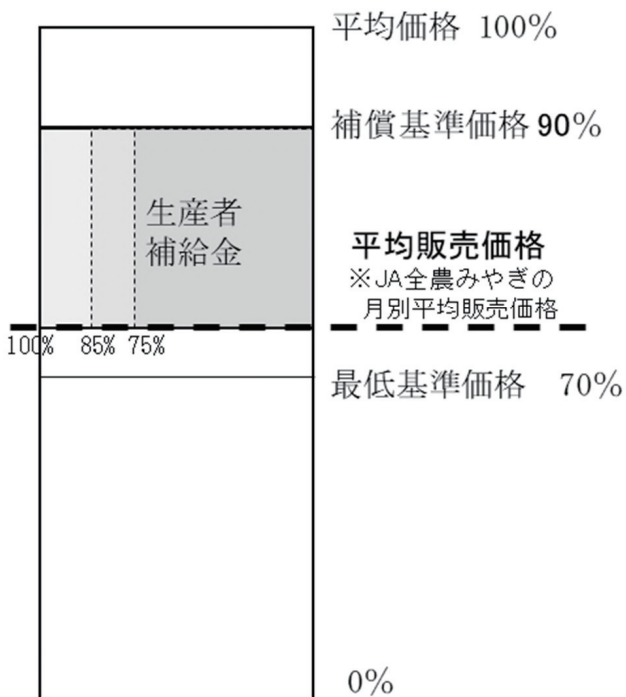 平均価格 100%
補償基準価格 90%
生産者
補給金
平均販売価格
※JA全農みやぎの
月別平均販売価格
100% 85% 75%
最低基準価格 70%
0%